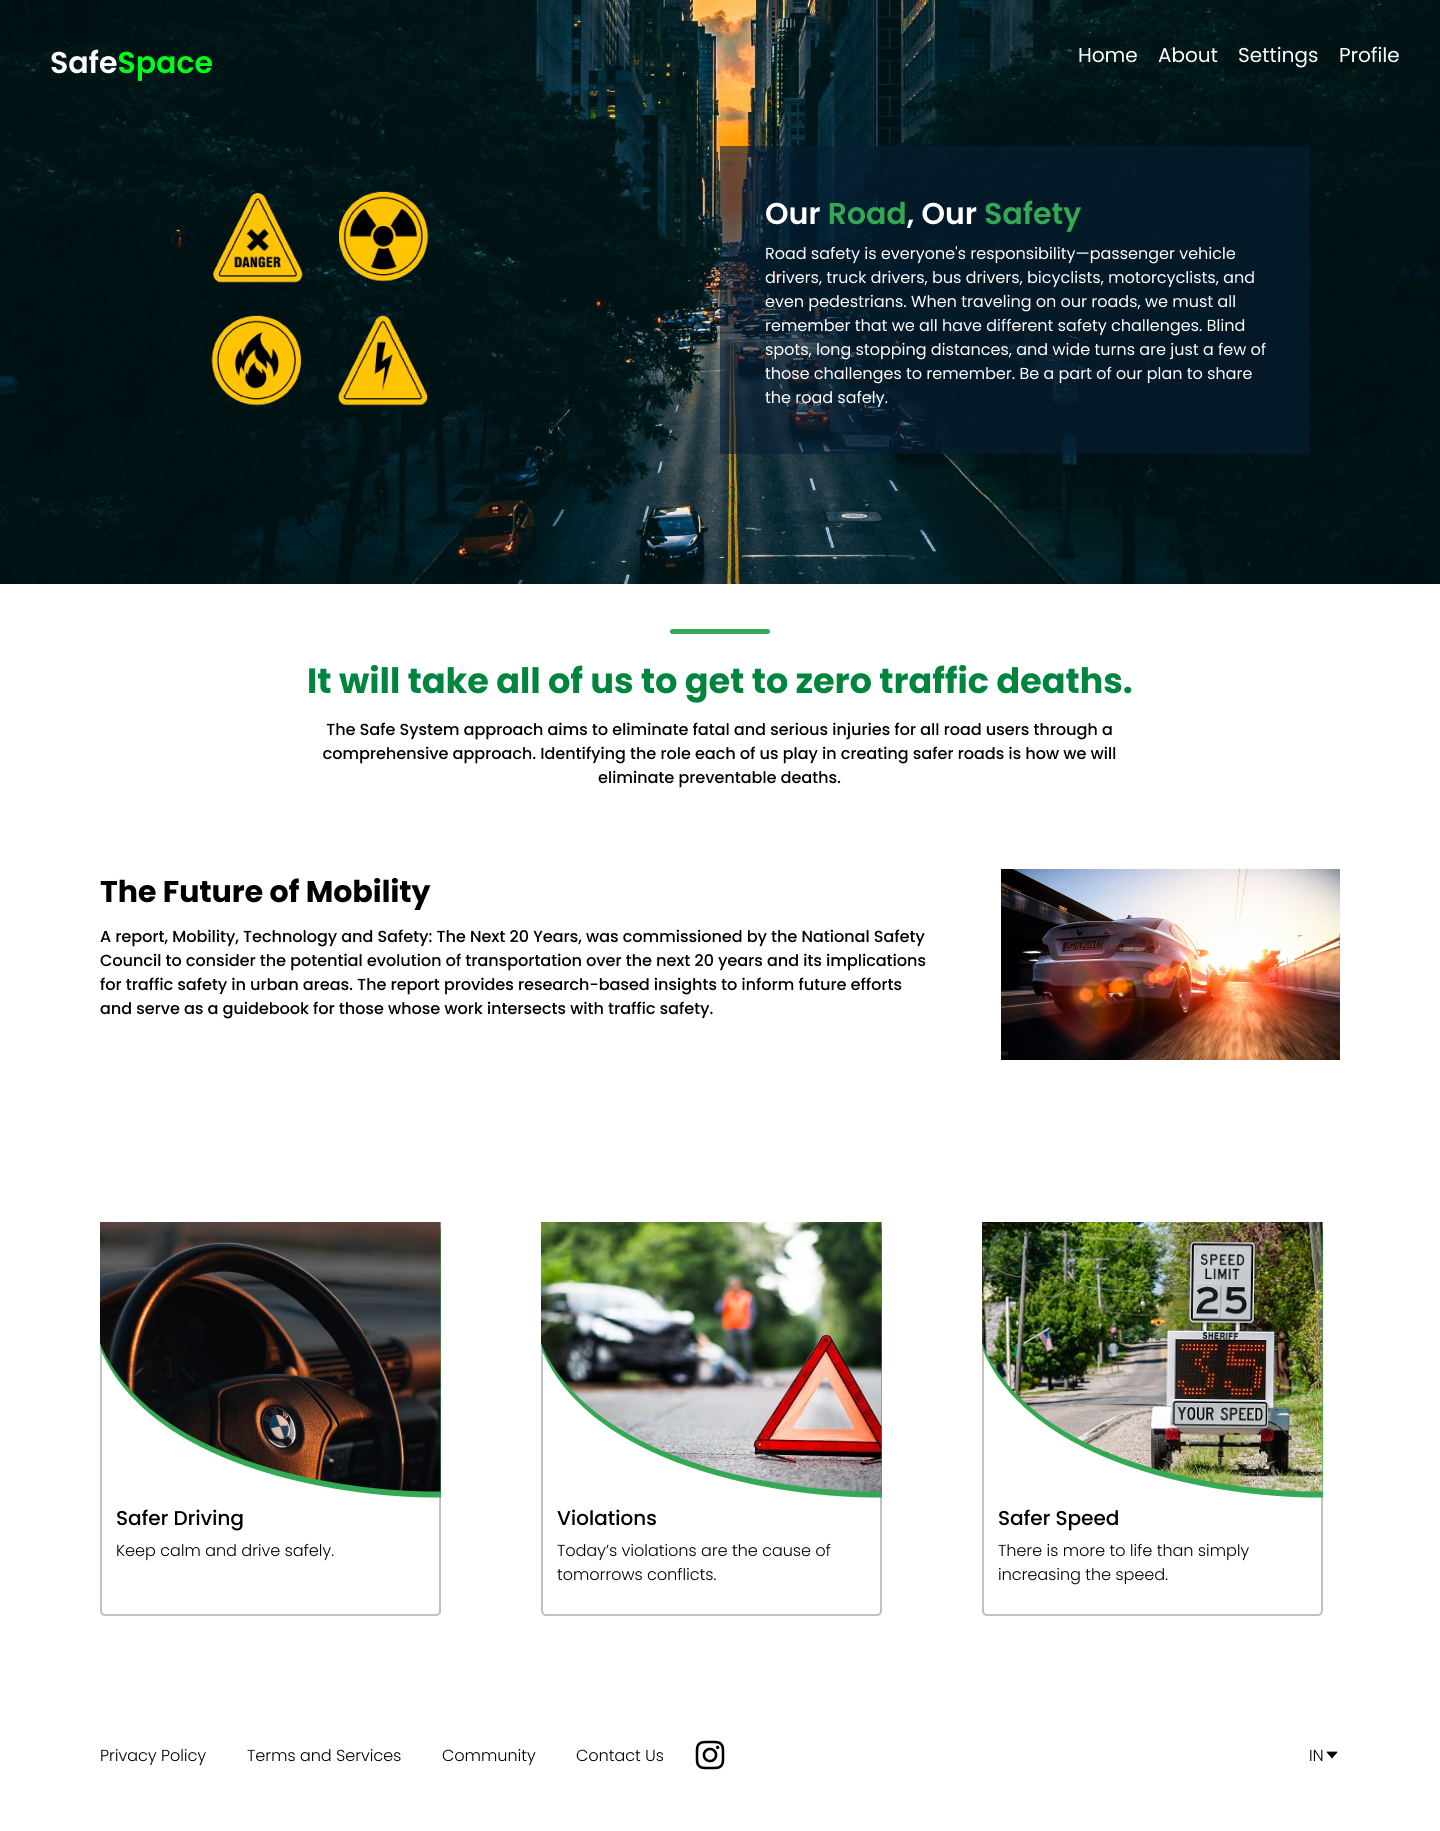 SafeSpace
Home About Settings Profile
DANGER
Our Road, Our Safety
Road safety is everyone's responsibility—passenger vehicle
drivers, truck drivers, bus drivers, bicyclists, motorcyclists, and
even pedestrians. When traveling on our roads, we must all
remember that we all have different safety challenges. Blind
spots, long stopping distances, and wide turns are just a few of
those challenges to remember. Be a part of our plan to share
the road safely.
It will take all of us to get to zero traffic deaths.
The Safe System approach aims to eliminate fatal and serious injuries for all road users through a
comprehensive approach. Identifying the role each of us play in creating safer roads is how we will
eliminate preventable deaths.
The Future of Mobility
A report, Mobility, Technology and Safety: The Next 20 Years, was commissioned by the National Safety
Council to consider the potential evolution of transportation over the next 20 years and its implications
for traffic safety in urban areas. The report provides research-based insights to inform future efforts
and serve as a guidebook for those whose work intersects with traffic safety.
SPEED
LIMIT
25
SHERIFF
35
YOUR SPEED
Safer Driving
Keep calm and drive safely.
Violations
Today's violations are the cause of
tomorrows conflicts.
Safer Speed
There is more to life than simply
increasing the speed.
Privacy Policy Terms and Services Community Contact Us
IN